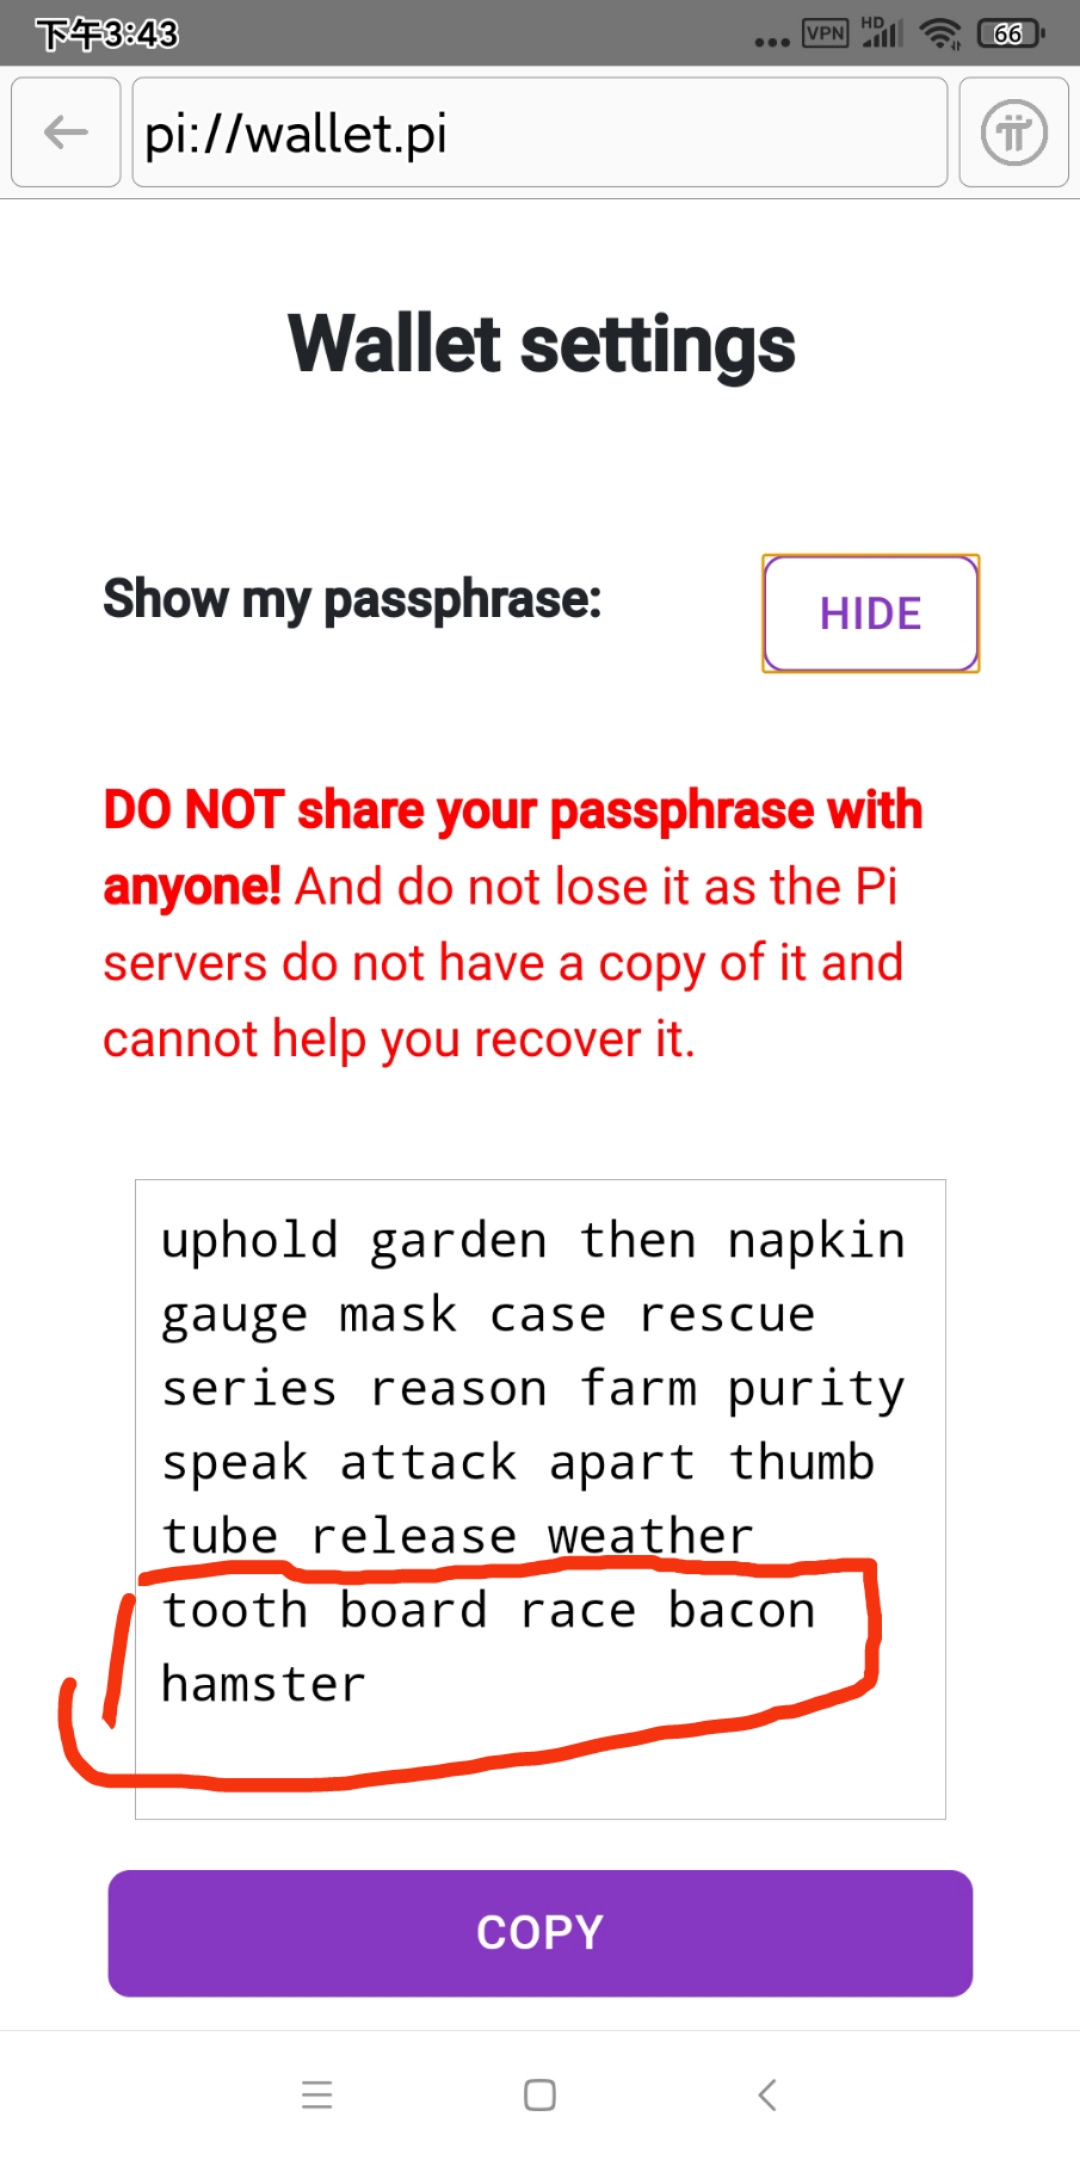 下午3:43
VPN HD 66
pi://wallet.pi
Wallet settings
Show my passphrase:
HIDE
DO NOT share your passphrase with
anyone! And do not lose it as the Pi
servers do not have a copy of it and
cannot help you recover it.
uphold garden then napkin
gauge mask case rescue
series reason farm purity
speak attack apart thumb
tube release weather
tooth board race bacon
hamster
COPY